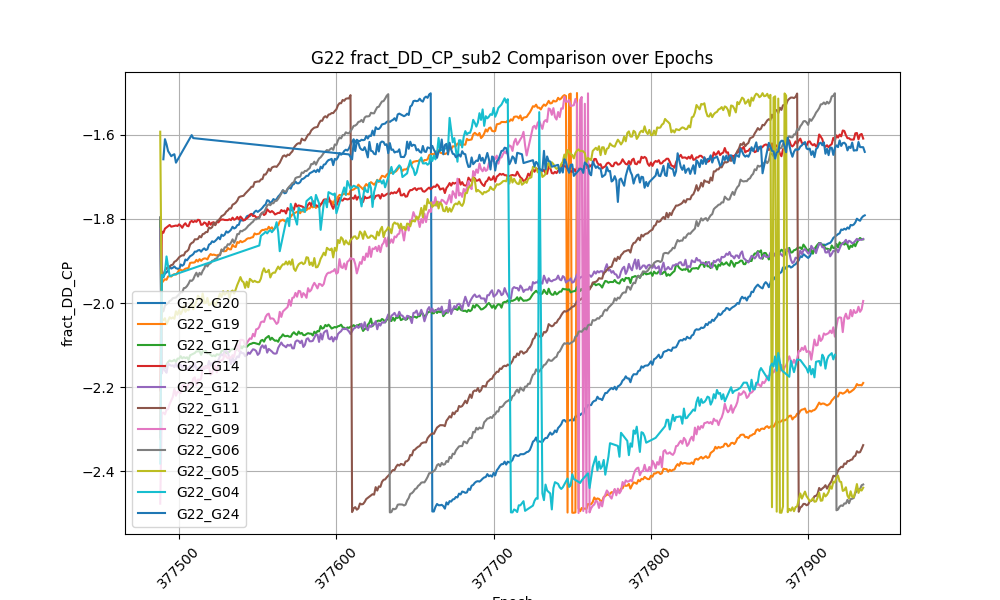 G22 fract_DD_CP_sub2 Comparison over Epochs
fract_DD_CP
−1.6
−1.8
−2.0
−2.2
−2.4
G22_G20
G22_G19
G22_G17
G22_G14
G22_G12
G22_G11
G22_G09
G22_G06
G22_G05
G22_G04
G22_G24
377500
377600
377700
377800
377900
Epoch